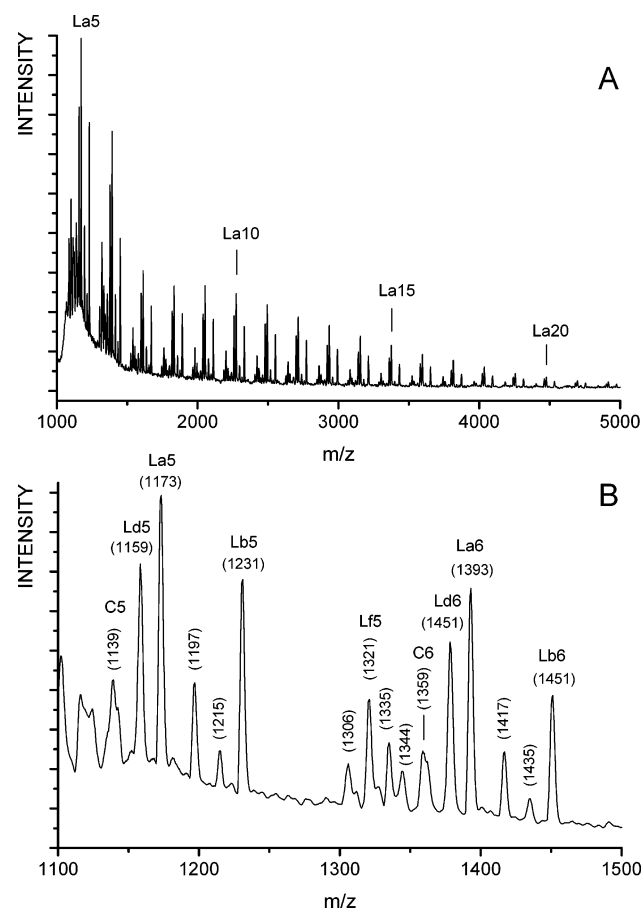 La5
A
INTENSITY
La10
La15
La20
1000 2000 3000 4000 5000
m/z
La5
(1173)
B
INTENSITY
Ld5
(1159)
Lb5
(1231)
La6
(1393)
C5
(1139)
(1197)
(1215)
Lf5
(1321)
(1306)
(1335)
(1344)
Ld6
(1451)
C6
(1359)
Lb6
(1451)
(1417)
(1435)
1100 1200 1300 1400 1500
m/z